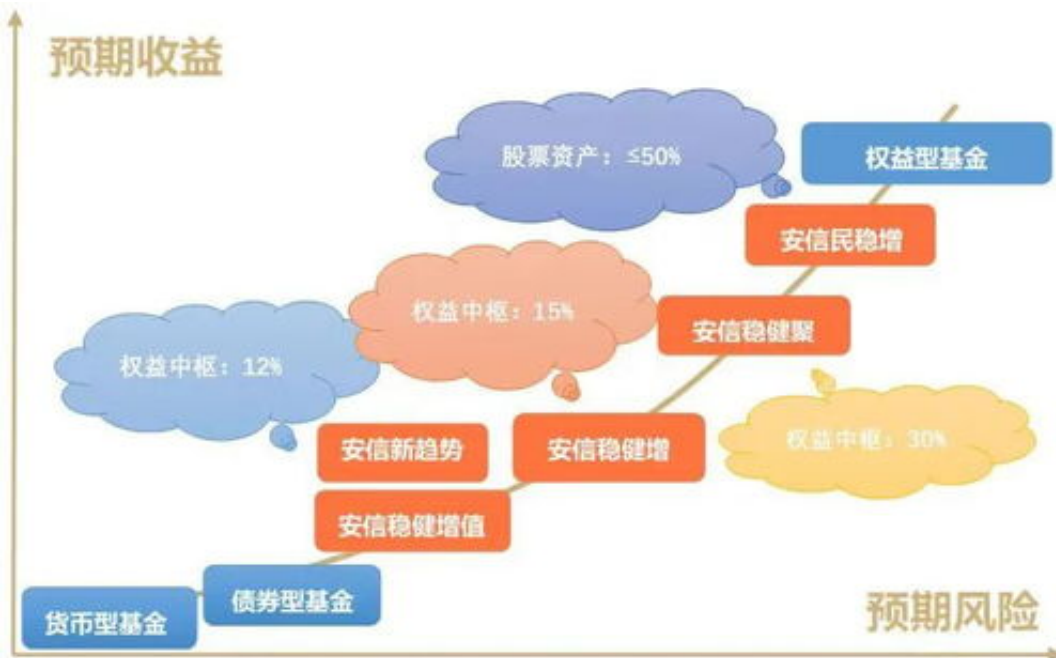 预期收益
股票资产：≤50%
权益型基金
安信民稳增
权益中枢：15%
安信稳健聚
权益中枢：12%
安信新趋势
安信稳健增
权益中枢：30%
安信稳健增值
债券型基金
货币型基金
预期风险